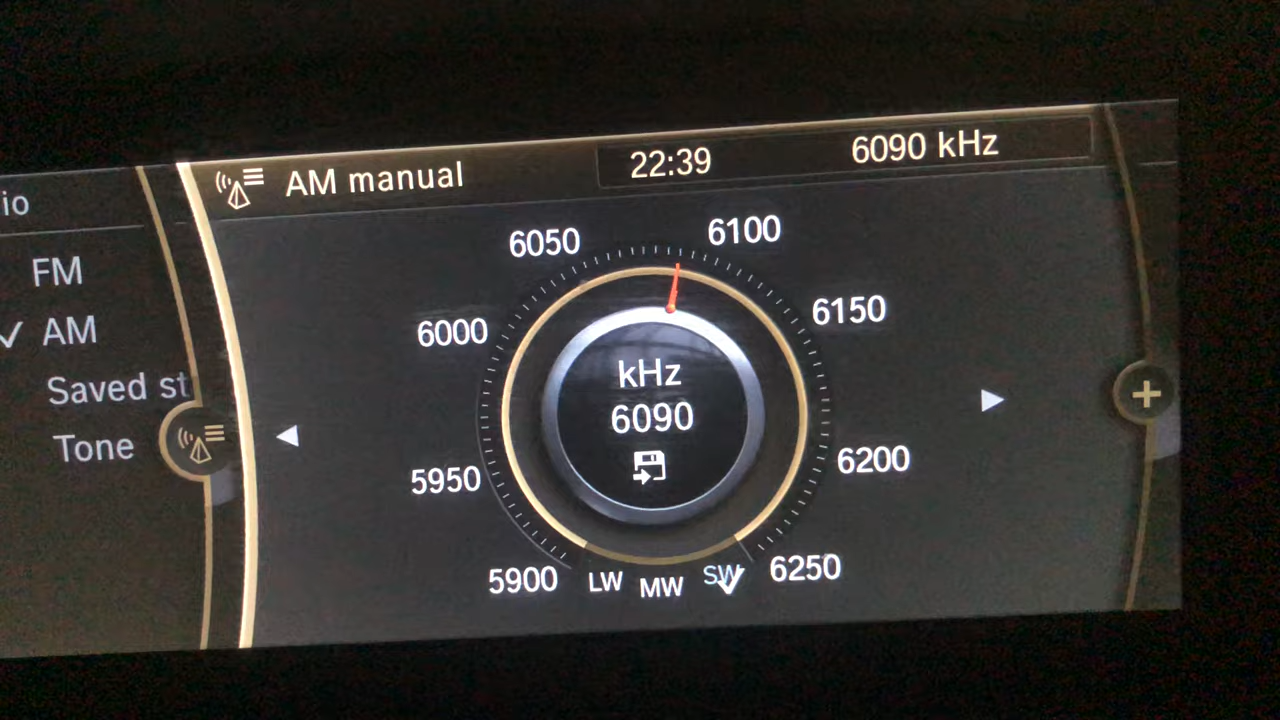 io
FM
AM
Saved st
Tone
AM manual
22:39
6090 kHz
6050
6100
6000
6150
5950
6200
5900
6250
kHz
6090
LW
MW
SW